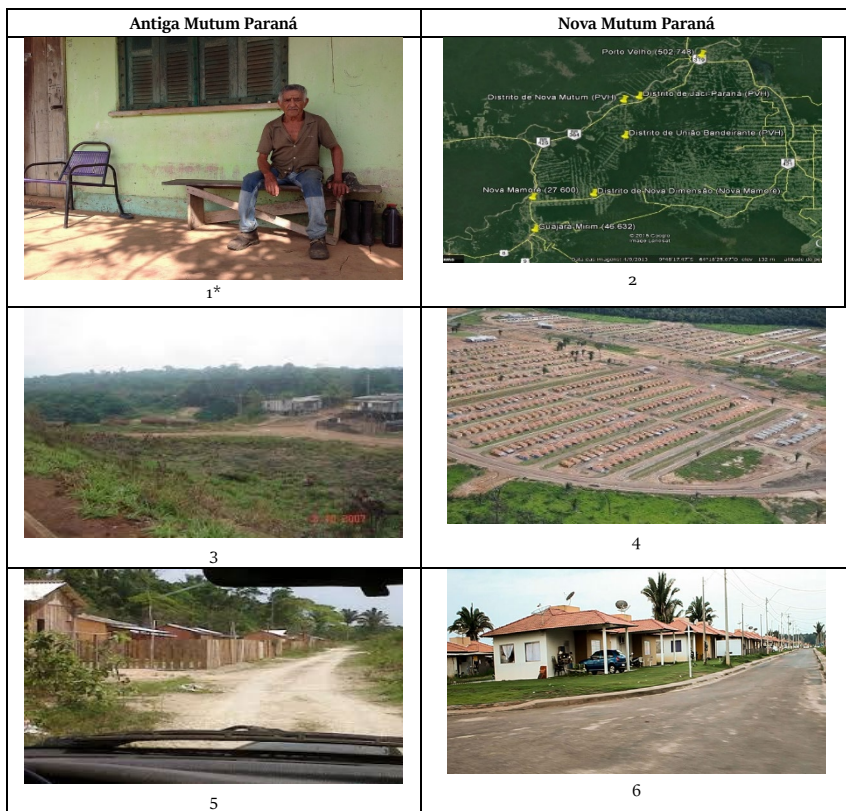 Antiga Mutum Paraná
Nova Mutum Paraná
Porto Velho (502.748)
Distrito de Nova Mutum (PVH)
Distrito de Jaci-Paraná (PVH)
Distrito de União Bandeirante (PVH)
Nova Mamoré (27.600)
Distrito de Nova Dimensão (Nova Mamoré)
Guajará Mirim (46.632)
1*
2
2007
3
4
5
6